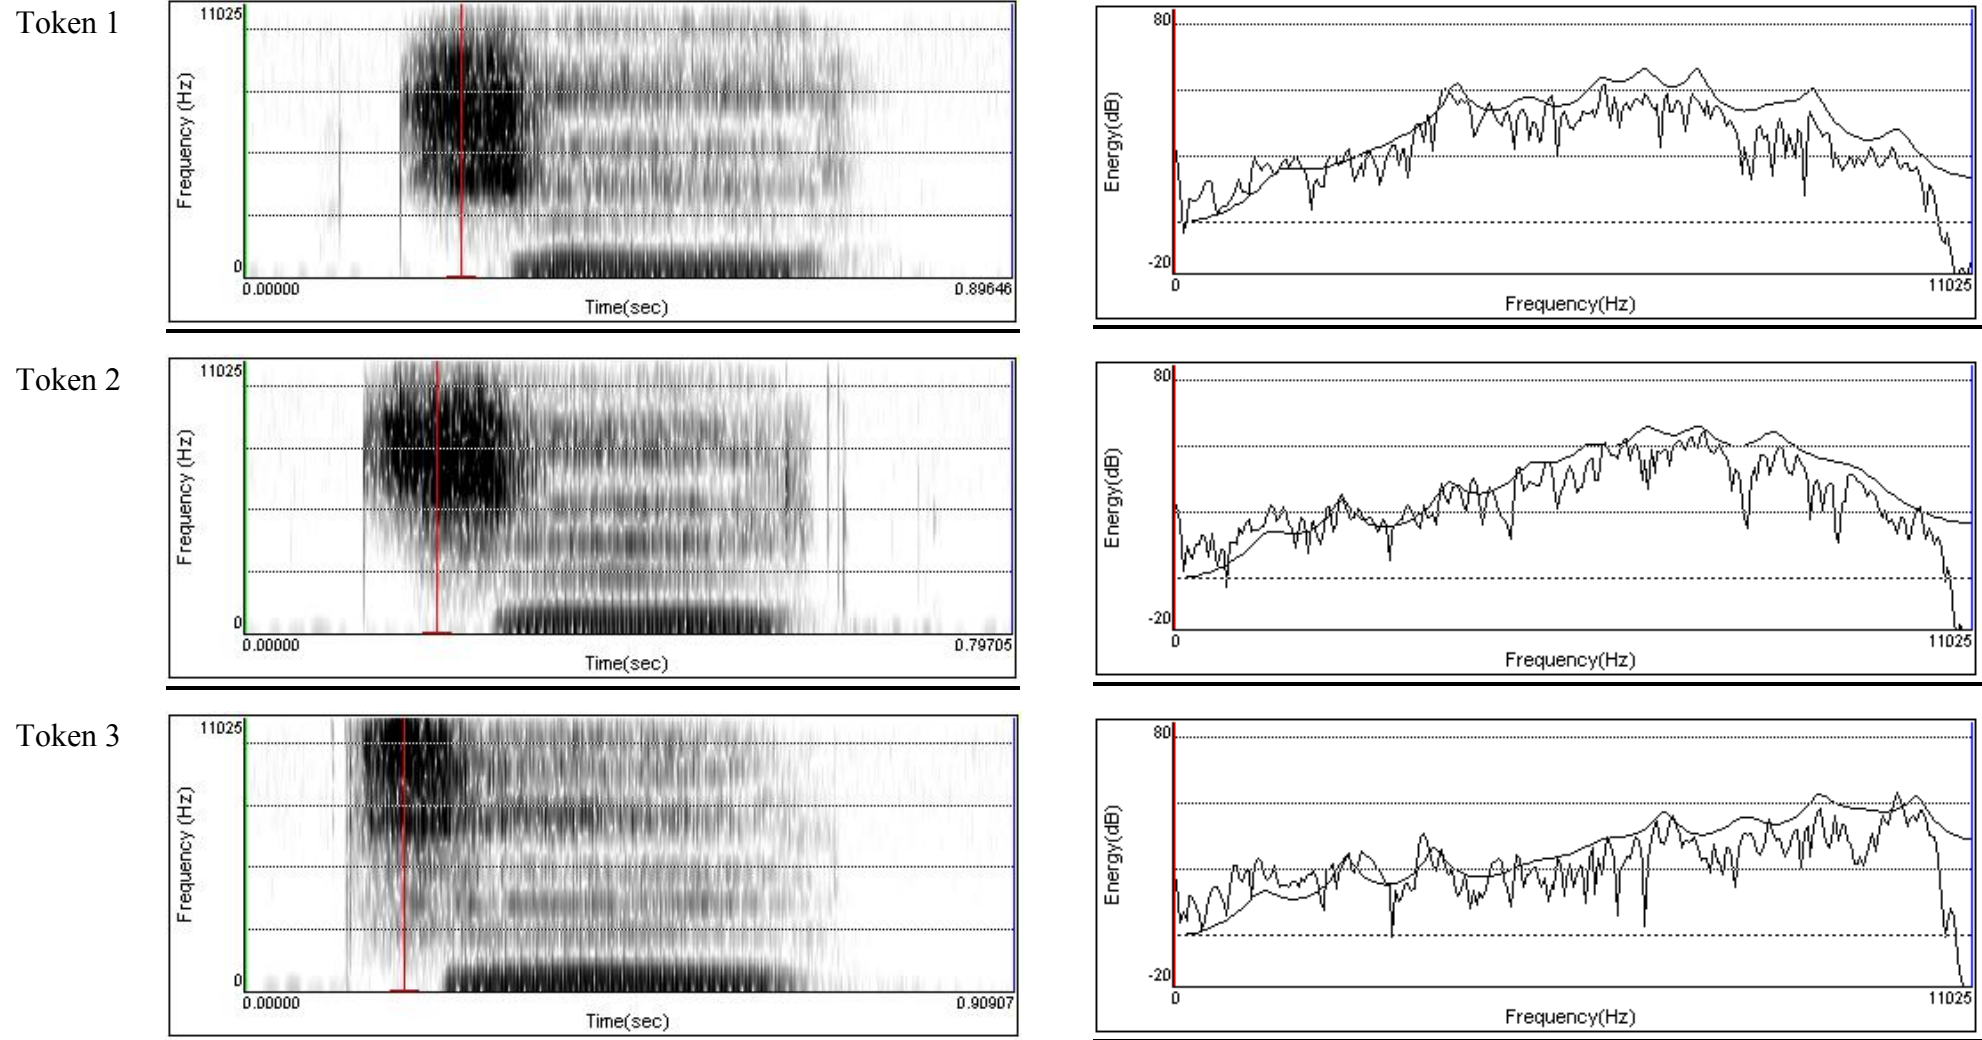 Token 1
11025
Frequency (Hz)
0
0.00000
0.89646
Time(sec)
80
Energy(dB)
-20
0
11025
Frequency(Hz)
Token 2
11025
Frequency (Hz)
0
0.00000
0.79705
Time(sec)
80
Energy(dB)
-20
0
11025
Frequency(Hz)
Token 3
11025
Frequency (Hz)
0
0.00000
0.90907
Time(sec)
80
Energy(dB)
-20
0
11025
Frequency(Hz)